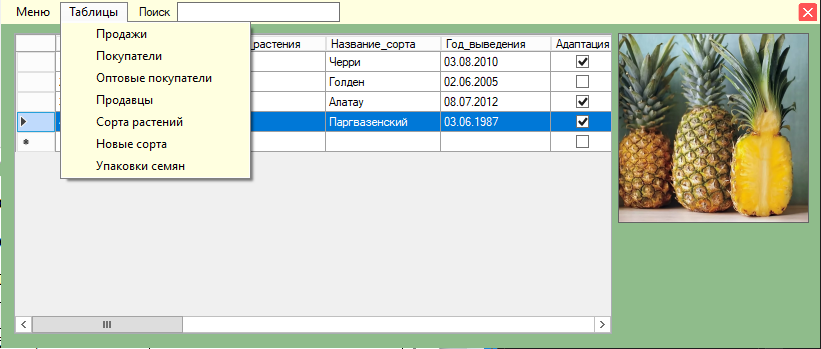 Меню Таблицы Поиск
Продажи
Покупатели
Оптовые покупатели
Продавцы
Сорта растений
Новые сорта
Упаковки семян
_растения Название_сорта Год_выведения Адаптация
Черри 03.08.2010
Голден 02.06.2005
Алатау 08.07.2012
Паргвазенский 03.06.1987